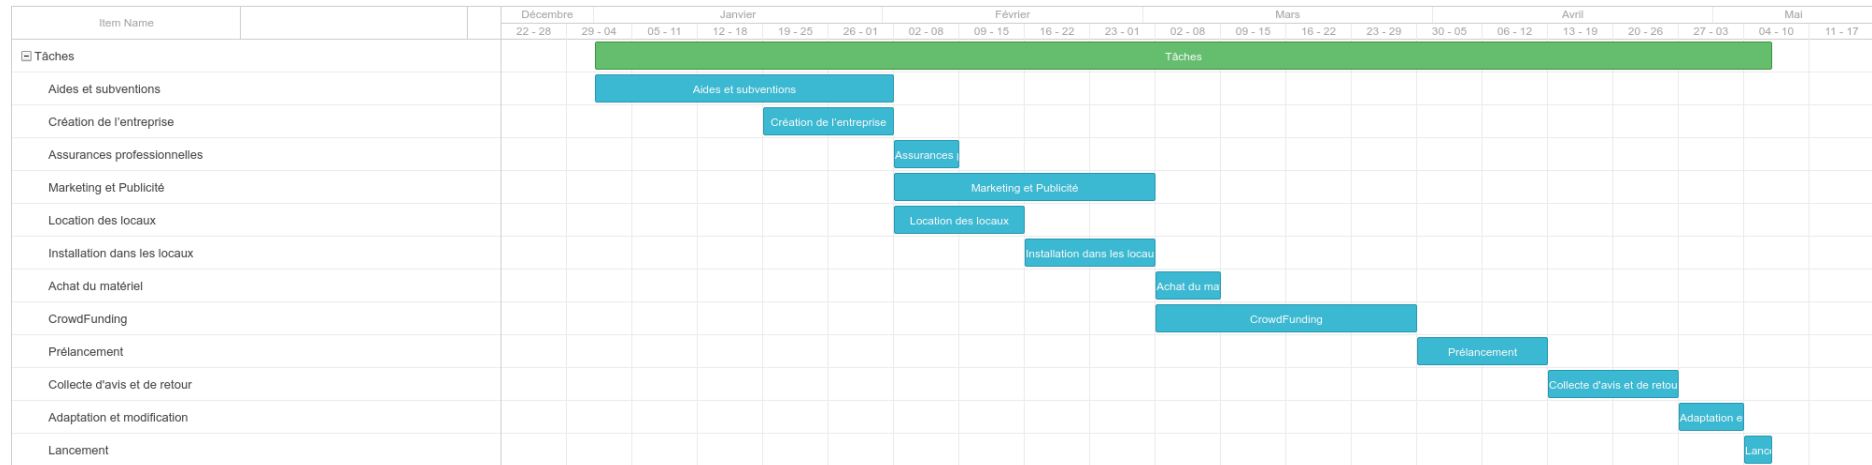 Item Name
Décembre Janvier Février Mars Avril Mai
22 - 28 29 - 04 05 - 11 12 - 18 19 - 25 26 - 01 02 - 08 09 - 15 16 - 22 23 - 01 02 - 08 09 - 15 16 - 22 23 - 29 30 - 05 06 - 12 13 - 19 20 - 26 27 - 03 04 - 10 11 - 17
Tâches Tâches
Aides et subventions Aides et subventions
Création de l'entreprise Création de l'entreprise
Assurances professionnelles Assurances
Marketing et Publicité Marketing et Publicité
Location des locaux Location des locaux
Installation dans les locaux Installation dans les locau
Achat du matériel Achat du ma
CrowdFunding CrowdFunding
Prélancement Prélancement
Collecte d'avis et de retour Collecte d'avis et de retou
Adaptation et modification Adaptation e
Lancement Lanc